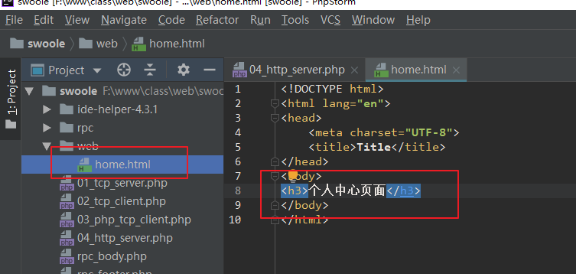 swoole [F:\www\class\web\swoole] - ...\web\home.html [swoole] - PhpStorm
File Edit View Navigate Code Refactor Run Tools VCS Window Help
swoole web home.html
1: Project
Project
04_http_server.php home.html
swoole F:\www\class\web\swoo
ide-helper-4.3.1
rpc
web
home.html
01_tcp_server.php
02_tcp_client.php
03_php_tcp_client.php
04_http_server.php
rpc_body.php
rpc_footer.php
1 <!DOCTYPE html>
2 <html lang="en">
3 <head>
4 <meta charset="UTF-8">
5 <title>Title</title>
6 </head>
7 <body>
8 <h3>个人中心页面</h3>
9 </body>
10 </html>